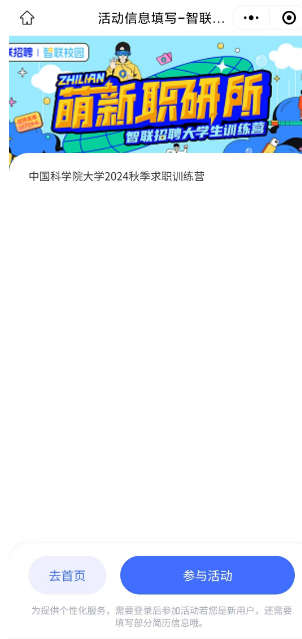 活动信息填写-智联...
联招聘 | 智联校园
ZHILIAN
萌新职研所
智联招聘大学生训练营
中国科学院大学2024秋季求职训练营
去首页
参与活动
为提供个性化服务，需要登录后参加活动若您是新用户，还需要
填写部分简历信息哦。